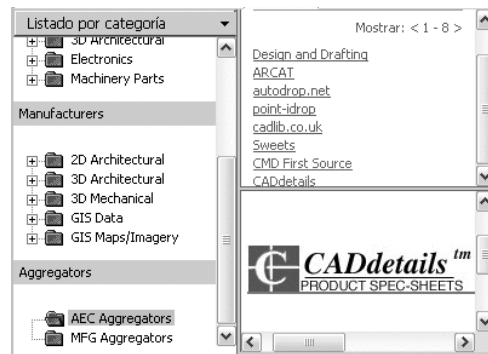 Listado por categoría
3D Architectural
Electronics
Machinery Parts
Manufacturers
2D Architectural
3D Architectural
3D Mechanical
GIS Data
GIS Maps/Imagery
Aggregators
AEC Aggregators
MFG Aggregators
Mostrar: < 1 - 8 >
Design and Drafting
ARCAT
autodrop.net
point-idrop
cadlib.co.uk
Sweets
CMD First Source
CADdetails
CADdetails tm
PRODUCT SPEC-SHEETS